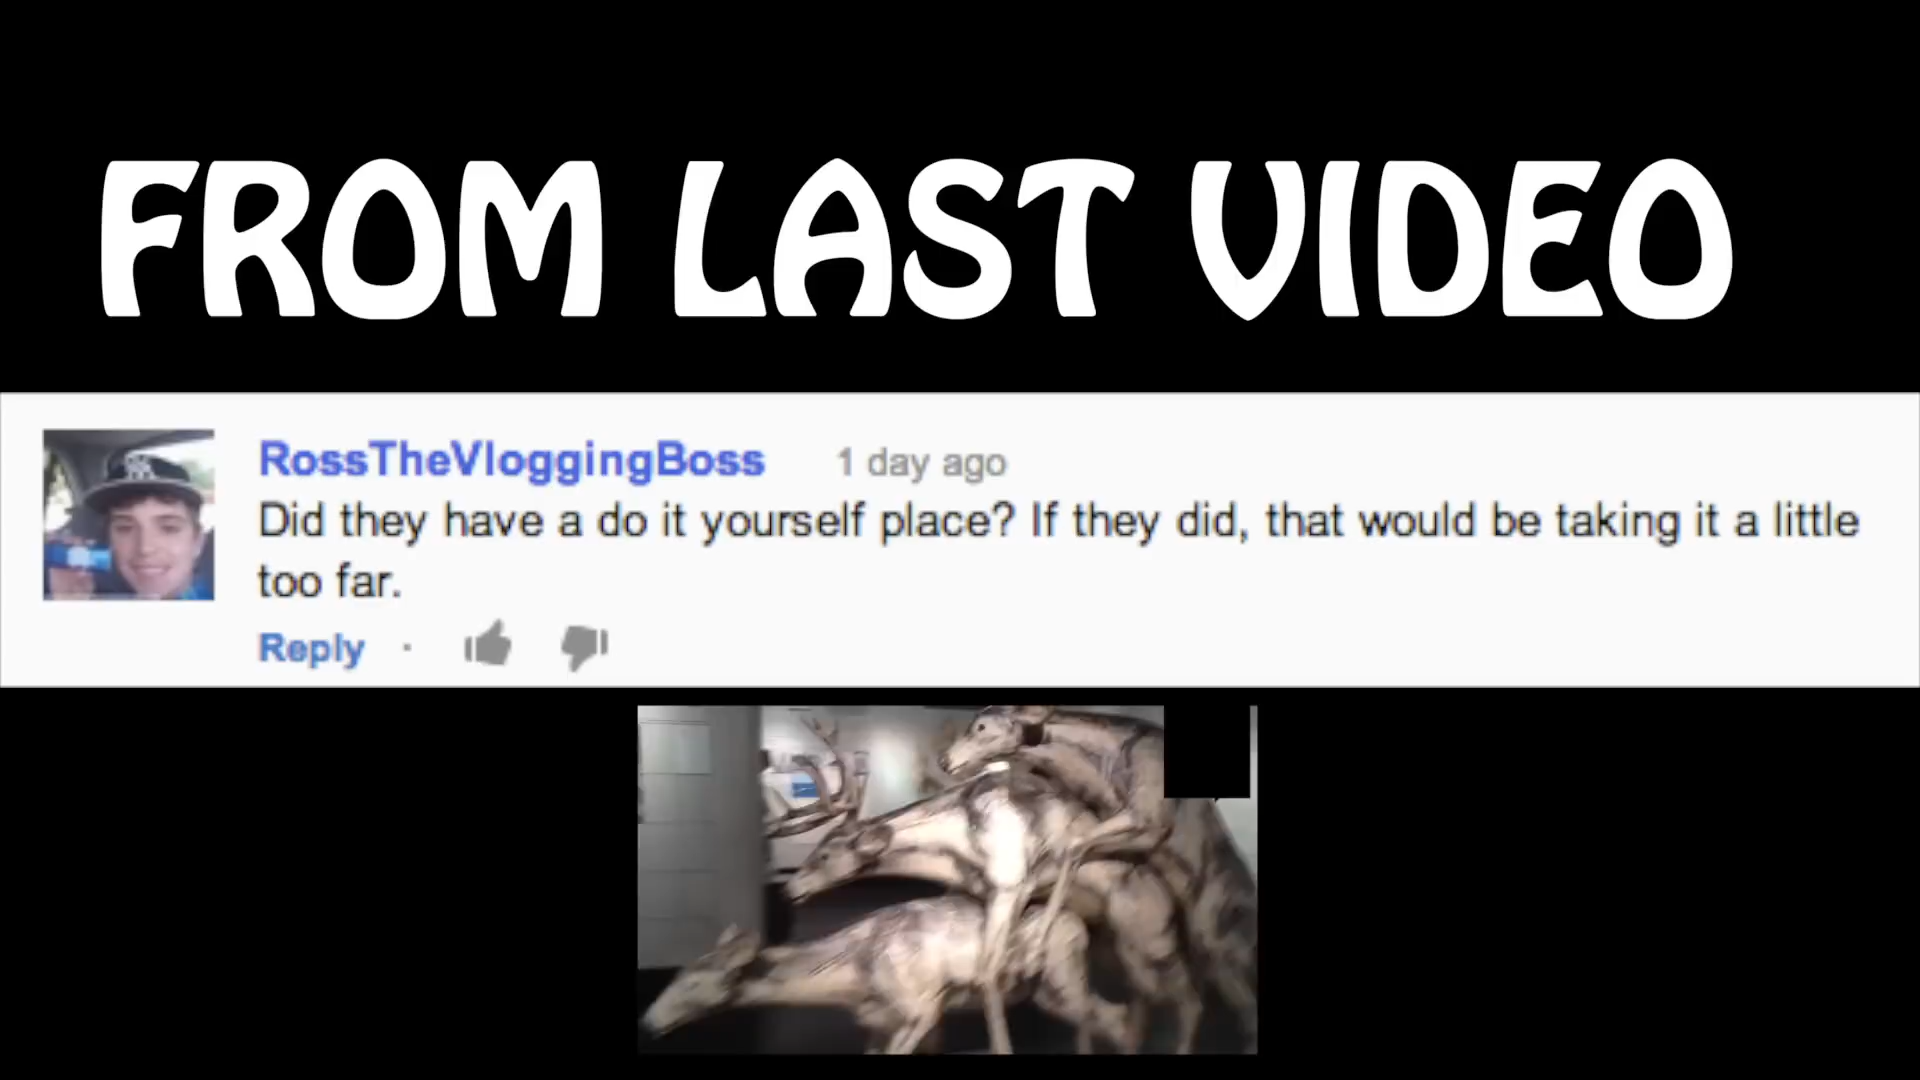 FROM LAST VIDEO
RossTheVloggingBoss 1 day ago
Did they have a do it yourself place? If they did, that would be taking it a little
too far.
Reply ·